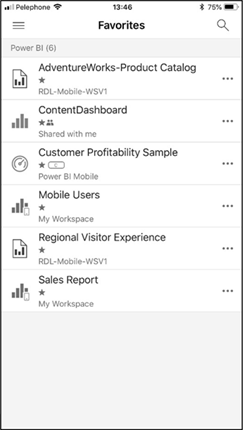 Pelephone 13:46 75%
Favorites
Power BI (6)
AdventureWorks-Product Catalog
RDL-Mobile-WSV1
ContentDashboard
Shared with me
Customer Profitability Sample
Power BI Mobile
Mobile Users
My Workspace
Regional Visitor Experience
RDL-Mobile-WSV1
Sales Report
My Workspace